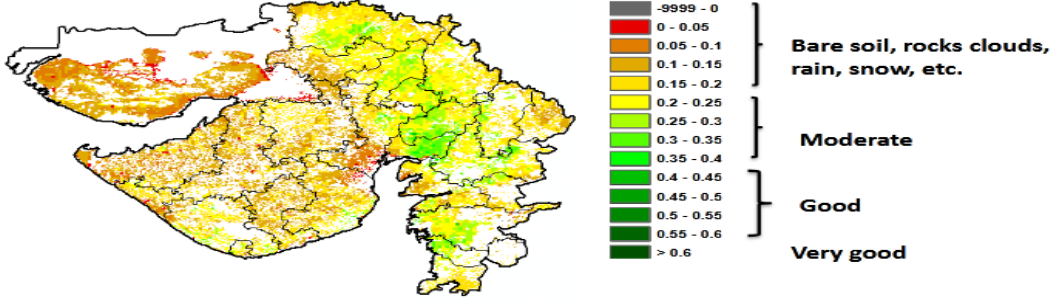 -9999 - 0
0 - 0.05
0.05 - 0.1
0.1 - 0.15
0.15 - 0.2
0.2 - 0.25
0.25 - 0.3
0.3 - 0.35
0.35 - 0.4
0.4 - 0.45
0.45 - 0.5
0.5 - 0.55
0.55 - 0.6
> 0.6
Bare soil, rocks clouds,
rain, snow, etc.
Moderate
Good
Very good